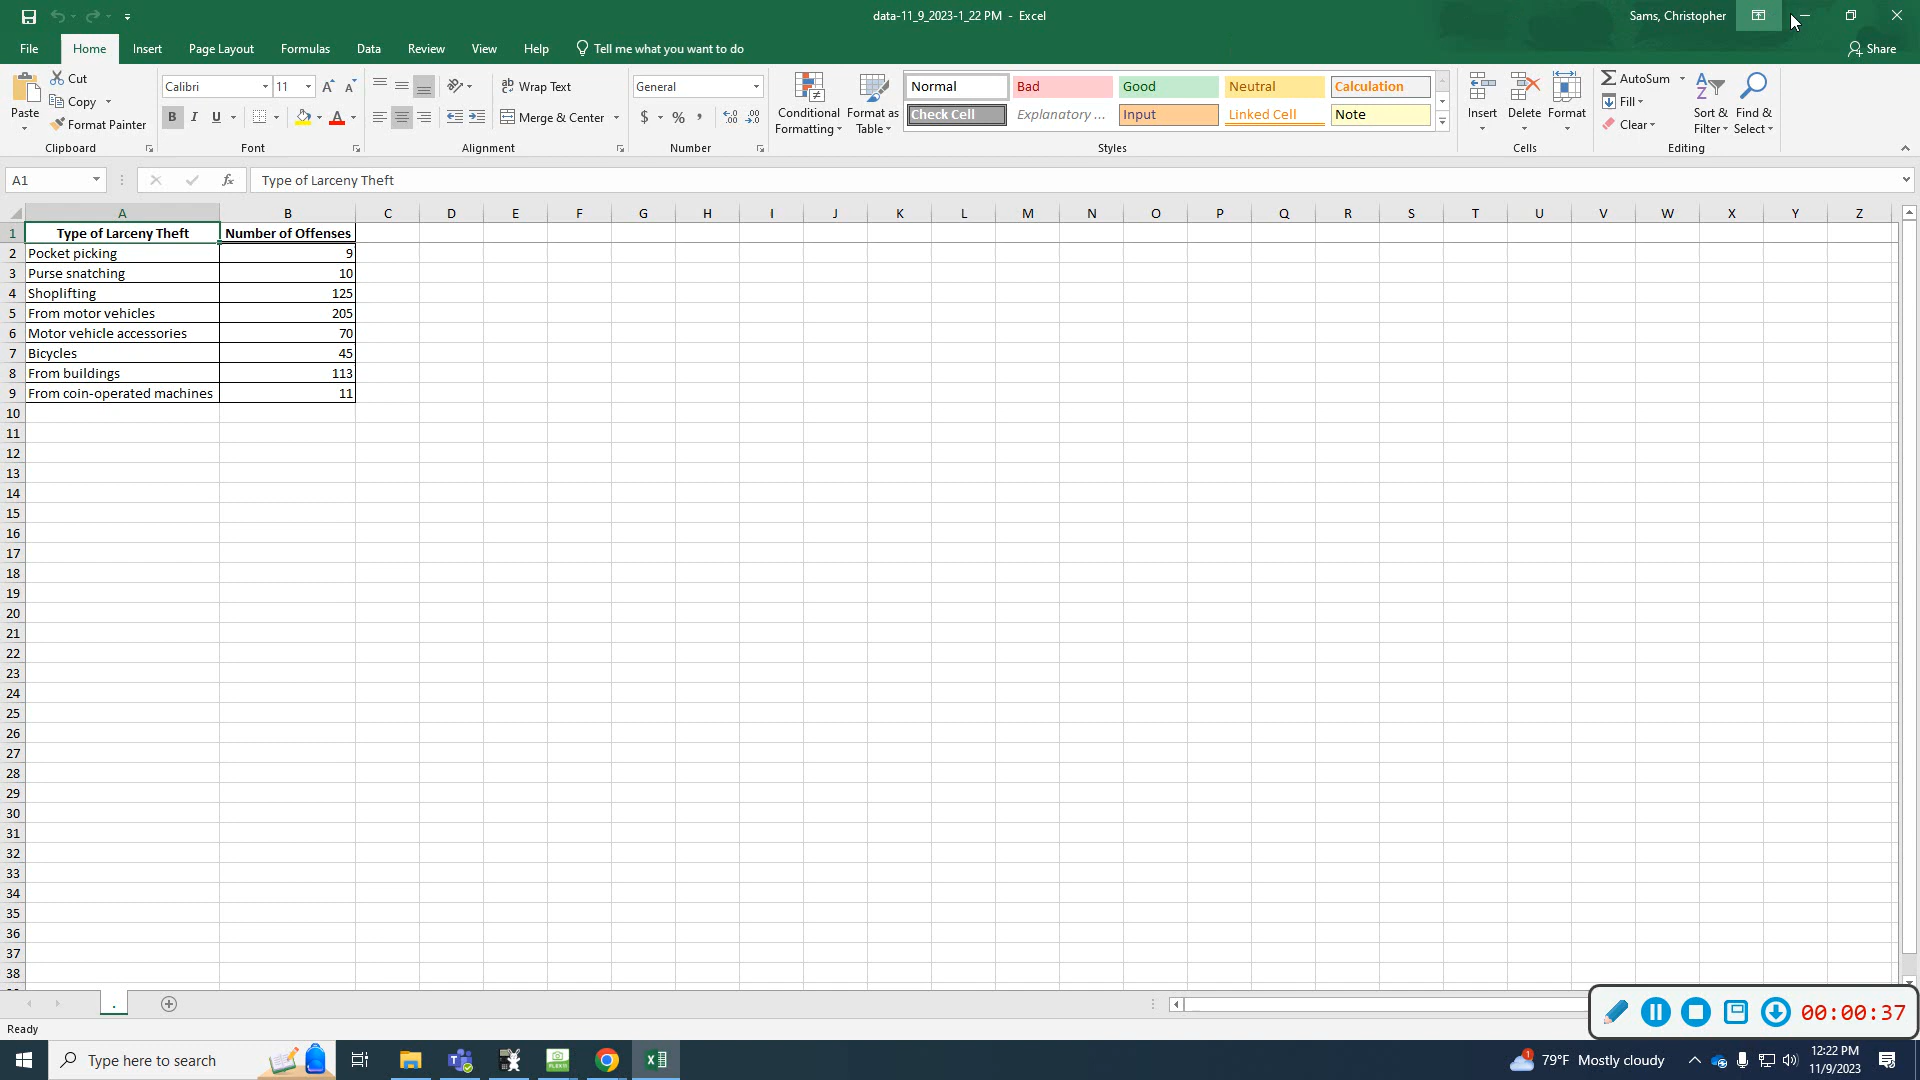 data-11_9_2023-1_22 PM - Excel
Sams, Christopher
File Home Insert Page Layout Formulas Data Review View Help Tell me what you want to do
Share
Paste
Cut
Copy
Format Painter
Clipboard
Calibri 11
B I U
Font
Wrap Text
Merge & Center
Alignment
General
$ % ,
Number
Conditional Formatting
Format as Table
Normal Bad Good Neutral Calculation
Check Cell Explanatory ... Input Linked Cell Note
Styles
Insert Delete Format
Cells
AutoSum
Fill
Clear
Sort & Filter
Find & Select
Editing
A1
fx
Type of Larceny Theft
A B C D E F G H I J K L M N O P Q R S T U V W X Y Z
1 Type of Larceny Theft Number of Offenses
2 Pocket picking 9
3 Purse snatching 10
4 Shoplifting 125
5 From motor vehicles 205
6 Motor vehicle accessories 70
7 Bicycles 45
8 From buildings 113
9 From coin-operated machines 11
10
11
12
13
14
15
16
17
18
19
20
21
22
23
24
25
26
27
28
29
30
31
32
33
34
35
36
37
38
.
Ready
00:00:37
Type here to search
79°F Mostly cloudy
12:22 PM
11/9/2023